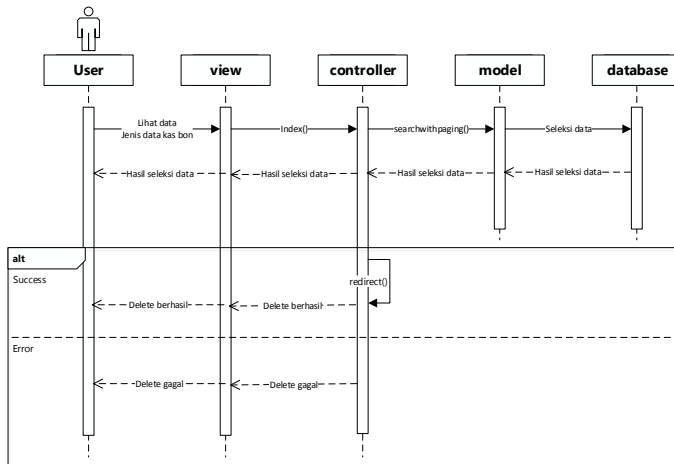 User
view
controller
model
database
Lihat data
Jenis data kas bon
Index()
searchwithpaging()
Seleksi data
Hasil seleksi data
Hasil seleksi data
Hasil seleksi data
Hasil seleksi data
alt
Success
redirect()
Delete berhasil
Delete berhasil
Error
Delete gagal
Delete gagal